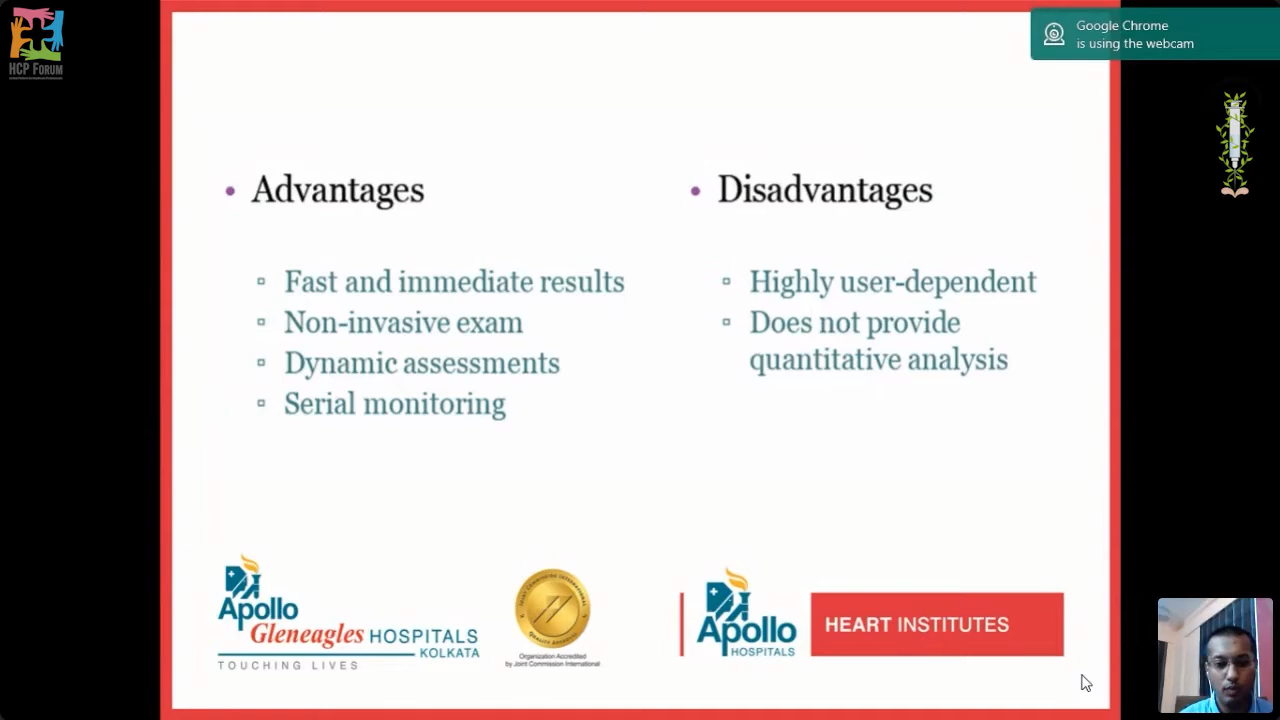 HCP FORUM
Google Chrome
is using the webcam
• Advantages
▫ Fast and immediate results
▫ Non-invasive exam
▫ Dynamic assessments
▫ Serial monitoring
• Disadvantages
▫ Highly user-dependent
▫ Does not provide
quantitative analysis
Apollo
Gleneagles HOSPITALS
KOLKATA
TOUCHING LIVES
Organization Accredited
by Joint Commission International
Apollo
HOSPITALS
HEART INSTITUTES